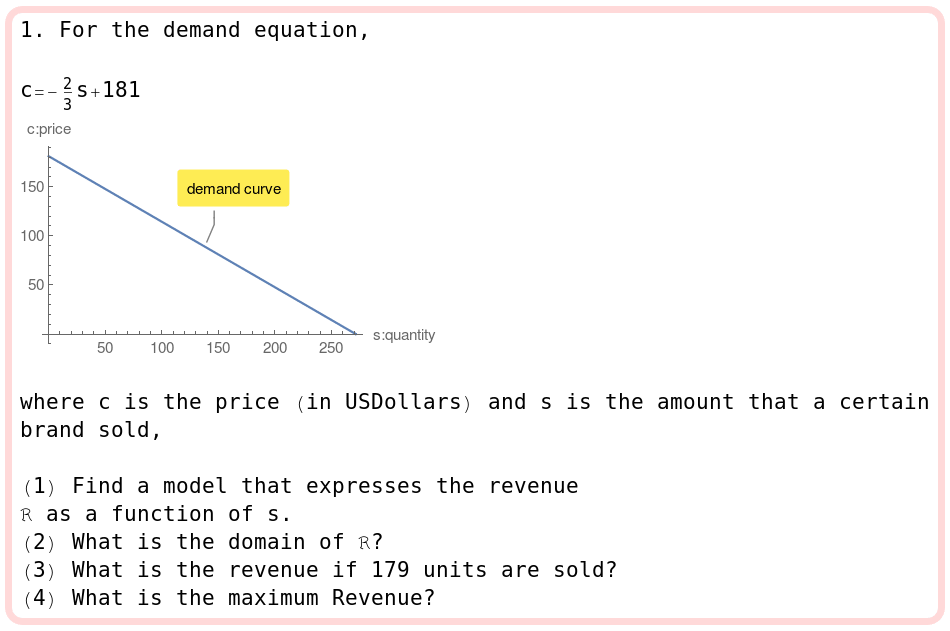 1. For the demand equation,
c=-2/3 s+181
c:price
150
demand curve
100
50
s:quantity
50 100 150 200 250
where c is the price (in USDollars) and s is the amount that a certain
brand sold,
(1) Find a model that expresses the revenue
ℛ as a function of s.
(2) What is the domain of ℛ?
(3) What is the revenue if 179 units are sold?
(4) What is the maximum Revenue?